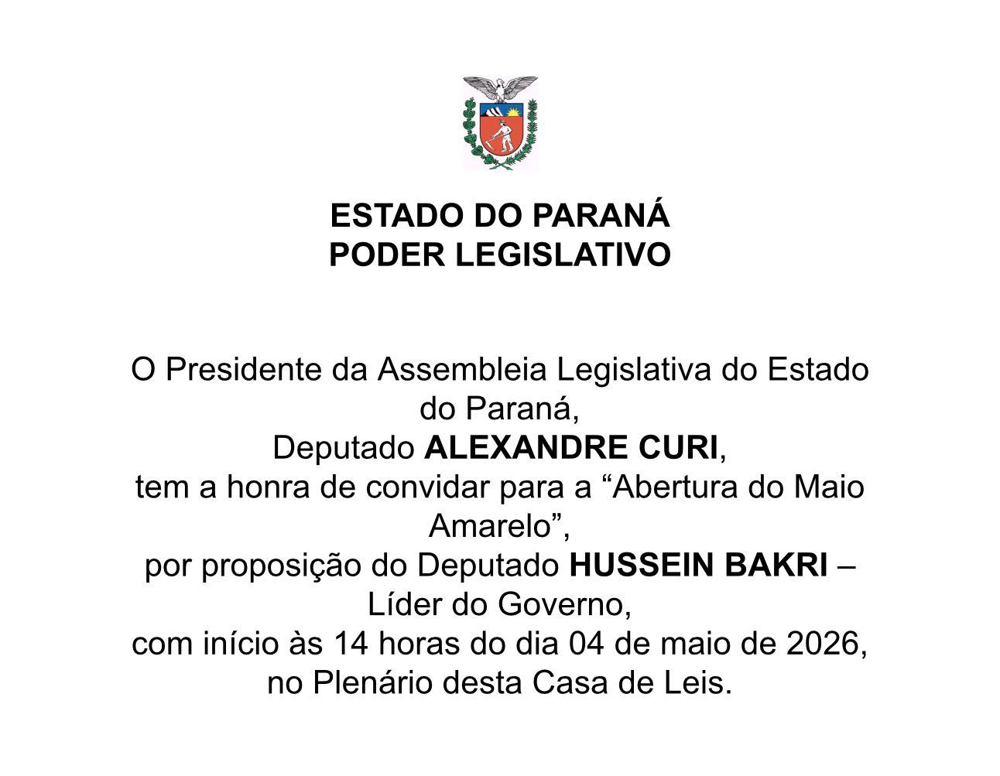 ESTADO DO PARANÁ
PODER LEGISLATIVO
O Presidente da Assembleia Legislativa do Estado
do Paraná,
Deputado ALEXANDRE CURI,
tem a honra de convidar para a “Abertura do Maio
Amarelo”,
por proposição do Deputado HUSSEIN BAKRI –
Líder do Governo,
com início às 14 horas do dia 04 de maio de 2026,
no Plenário desta Casa de Leis.